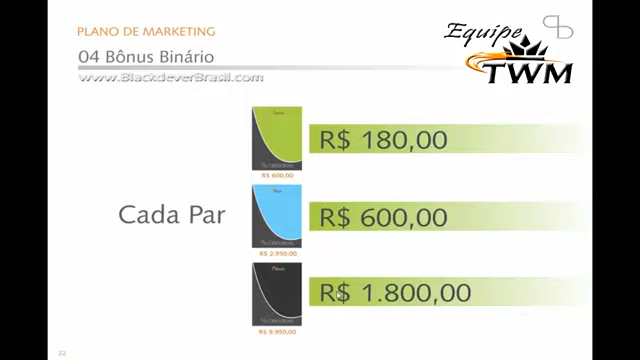 PLANO DE MARKETING
04 Bônus Binário
www.BlackdeverBrasil.com
Equipe
TWM
R$ 180,00
R$ 600,00
Cada Par
R$ 600,00
R$ 2.950,00
R$ 1.800,00
R$ 9.950,00
22